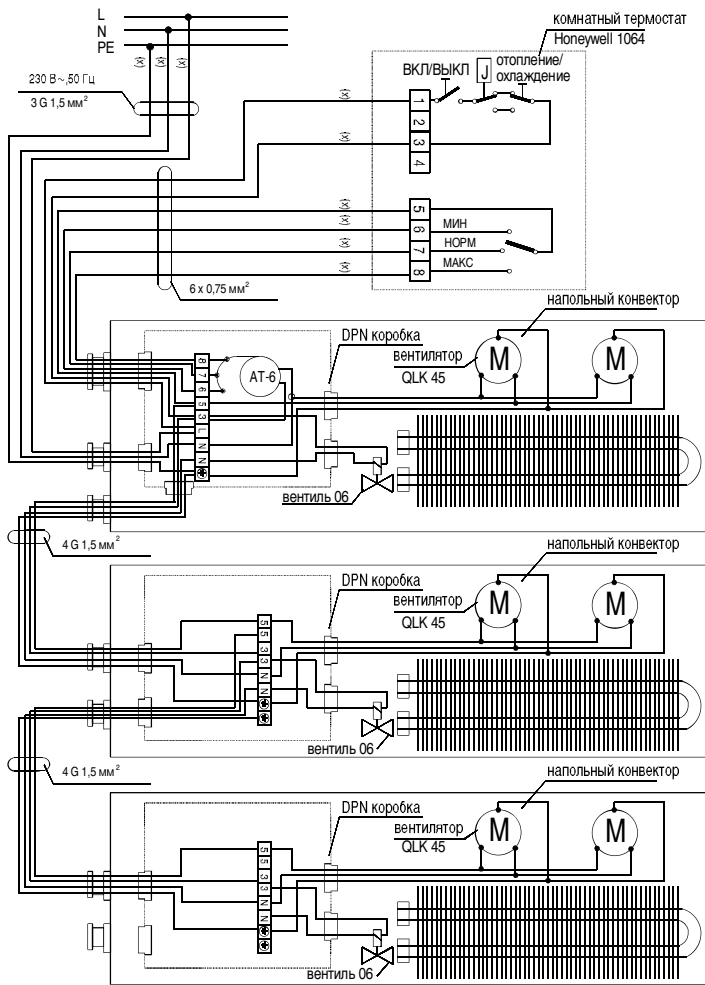 L
N
PE
(x) (x) (x)
230 В~,50 Гц
3 G 1,5 мм²
комнатный термостат
Honeywell 1064
ВКЛ/ВЫКЛ
J
отопление/
охлаждение
(x)
1
2
(x)
3
4
(x)
5
(x)
6
МИН
(x)
7
НОРМ
(x)
8
МАКС
6 x 0,75 мм²
напольный конвектор
DPN коробка
вентилятор
QLK 45
M
M
AT-6
8
7
6
5
3
L
N
N
вентиль 06
4 G 1,5 мм²
напольный конвектор
DPN коробка
вентилятор
QLK 45
M
M
5
5
3
3
N
N
вентиль 06
4 G 1,5 мм²
напольный конвектор
DPN коробка
вентилятор
QLK 45
M
M
5
5
3
3
N
N
вентиль 06